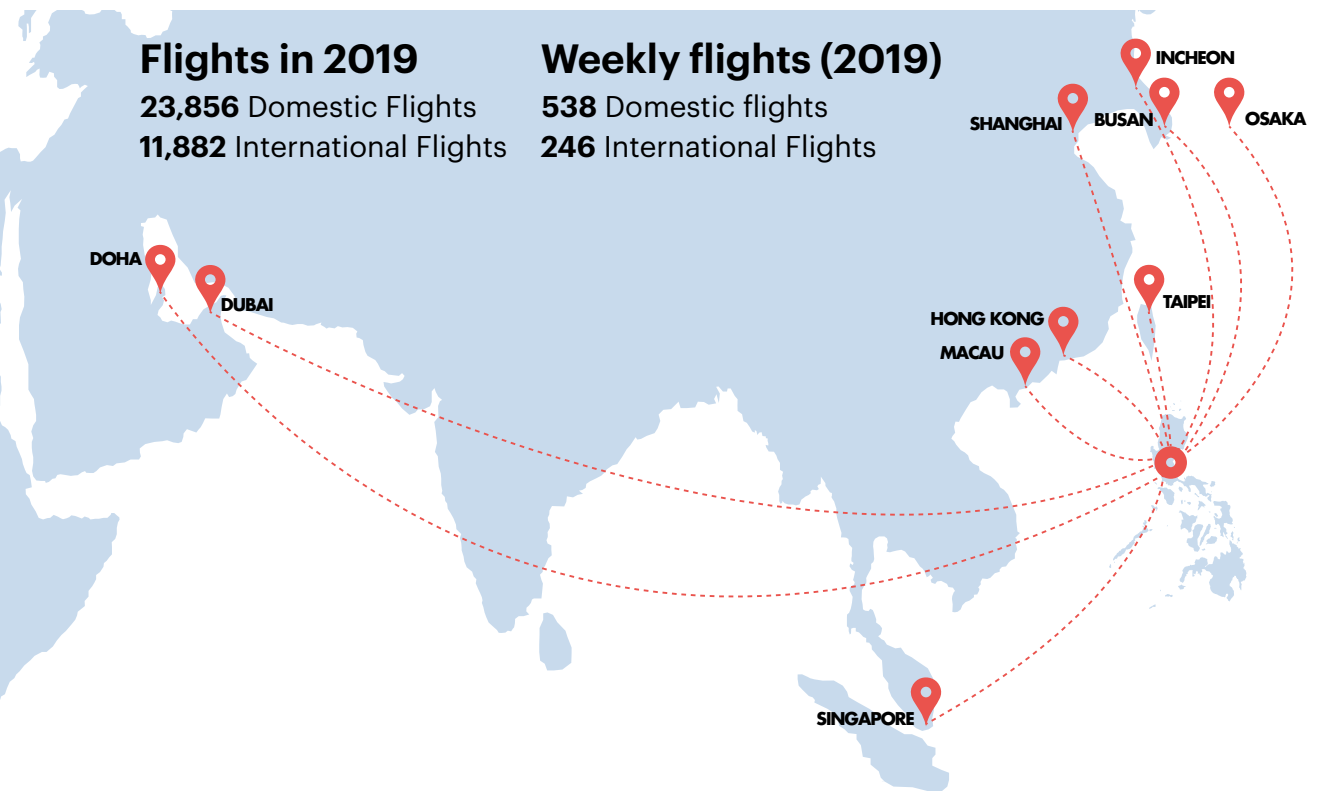 Flights in 2019
23,856 Domestic Flights
11,882 International Flights
Weekly flights (2019)
538 Domestic flights
246 International Flights
INCHEON
SHANGHAI
BUSAN
OSAKA
DOHA
DUBAI
TAIPEI
HONG KONG
MACAU
SINGAPORE